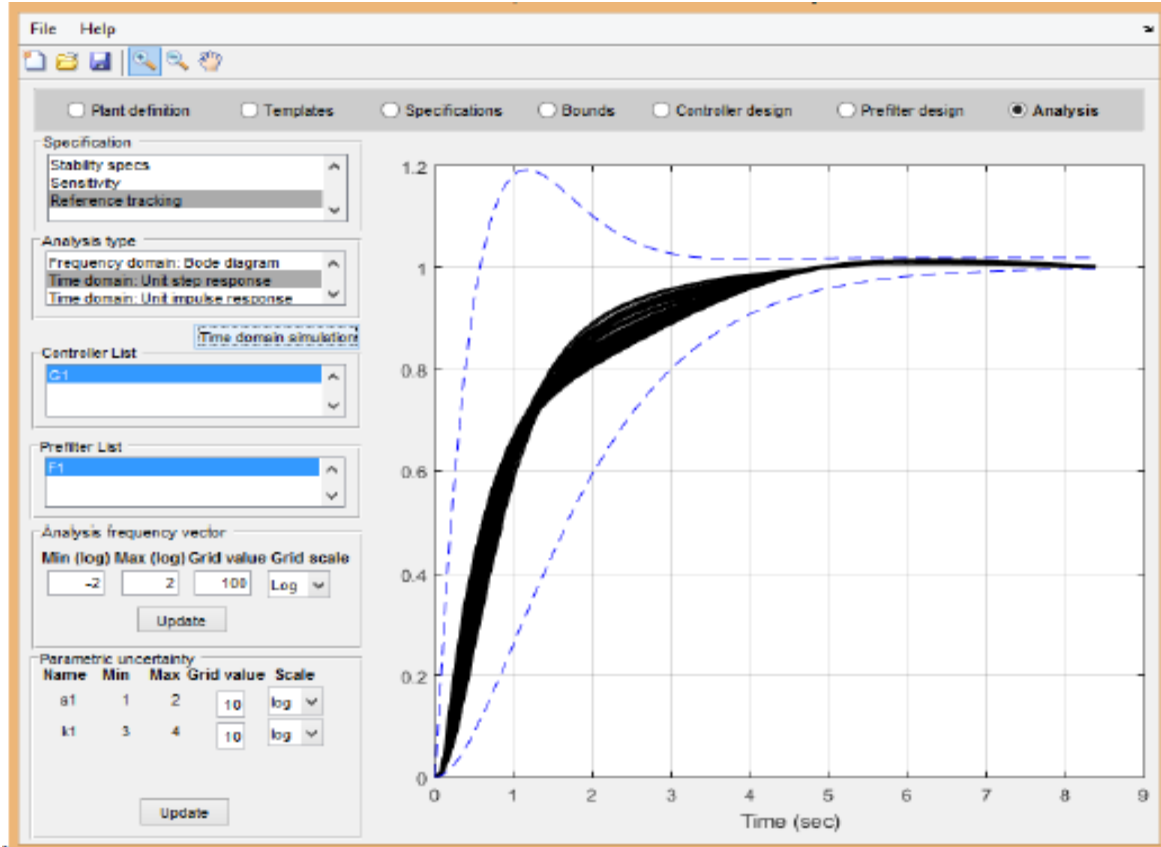 File Help
Plant definition Templates Specifications Bounds Controller design Prefilter design Analysis
Specification
Stability specs
Sensitivity
Reference tracking
Analysis type
Frequency domain: Bode diagram
Time domain: Unit step response
Time domain: Unit impulse response
Time domain simulation
Controller List
G1
Prefilter List
F1
Analysis frequency vector
Min (log) Max (log) Grid value Grid scale
-2 2 100 Log
Update
Parametric uncertainty
Name Min Max Grid value Scale
a1 1 2 10 log
k1 3 4 10 log
Update
1.2
1
0.8
0.6
0.4
0.2
0
0 1 2 3 4 5 6 7 8 9
Time (sec)